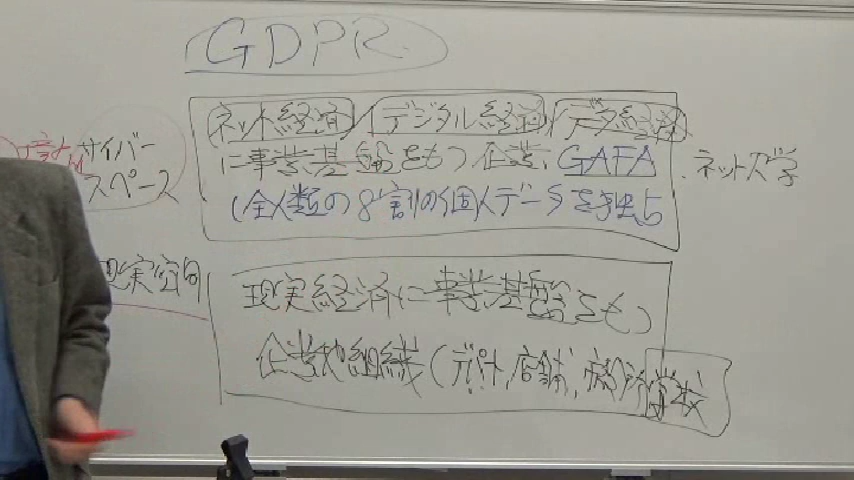 GDPR
ネット経済/デジタル経済/データ経済
に事業基盤をもつ企業、GAFA
(全人類の8割の個人データを独占
サイバー
スペース
ネット大学
現実空間
現実経済に事業基盤をもつ
企業や組織(デパート,店舗,病院,学校